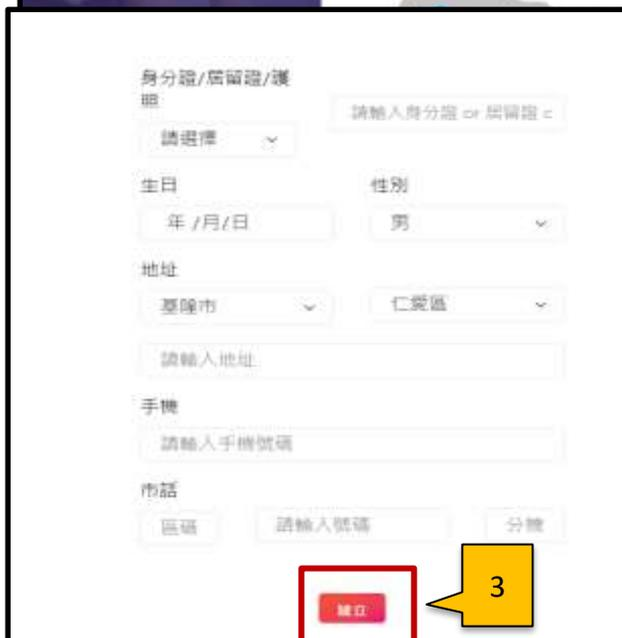 身分證/居留證/護
照
請輸入身分證 or 居留證 c
請選擇
生日
性別
年 /月/日
男
地址
基隆市
仁愛區
請輸入地址
手機
請輸入手機號碼
市話
區碼
請輸入號碼
分機
3
建立